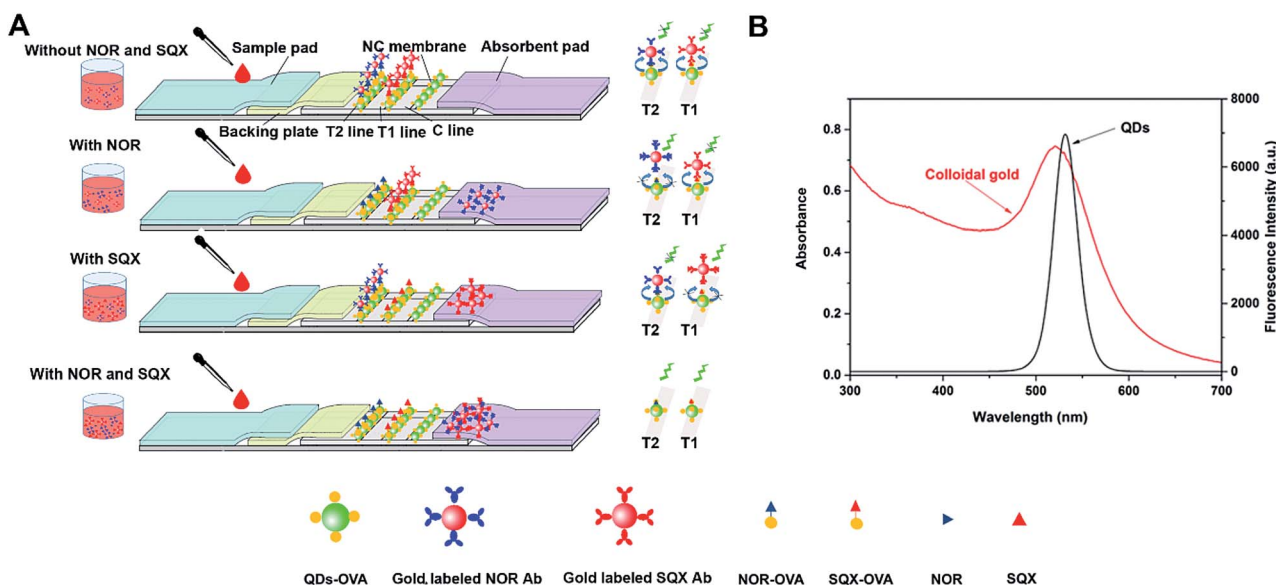 A
Without NOR and SQX
Sample pad
NC membrane
Absorbent pad
Backing plate
T2 line
T1 line
C line
T2
T1
With NOR
T2
T1
With SQX
T2
T1
With NOR and SQX
T2
T1
QDs-OVA
Gold labeled NOR Ab
Gold labeled SQX Ab
NOR-OVA
SQX-OVA
NOR
SQX
B
QDs
Colloidal gold
Absorbance
0.8
0.6
0.4
0.2
0.0
Fluorescence Intensity (a.u.)
8000
6000
4000
2000
0
300
400
500
600
700
Wavelength (nm)